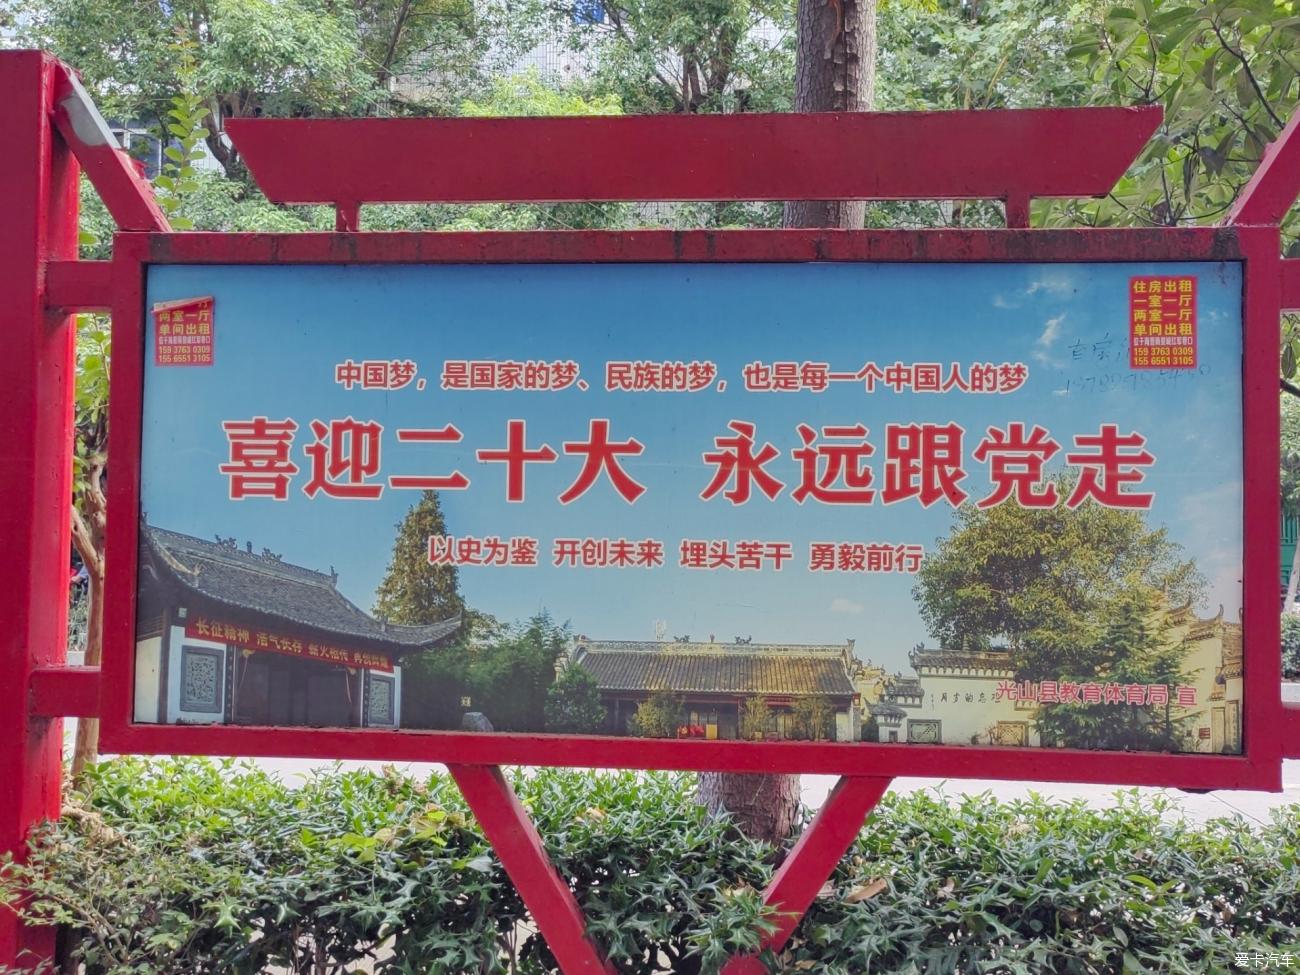 一厅
两室一厅
单间出租
159 3763 0309
155 6551 3105
住房出租
一室一厅
两室一厅
单间出租
159 3763 0309
155 6551 3105
中国梦，是国家的梦、民族的梦，也是每一个中国人的梦
喜迎二十大 永远跟党走
以史为鉴 开创未来 埋头苦干 勇毅前行
长征精神 浩气长存 薪火相传 再创辉煌
光山县教育体育局 宣
爱卡汽车